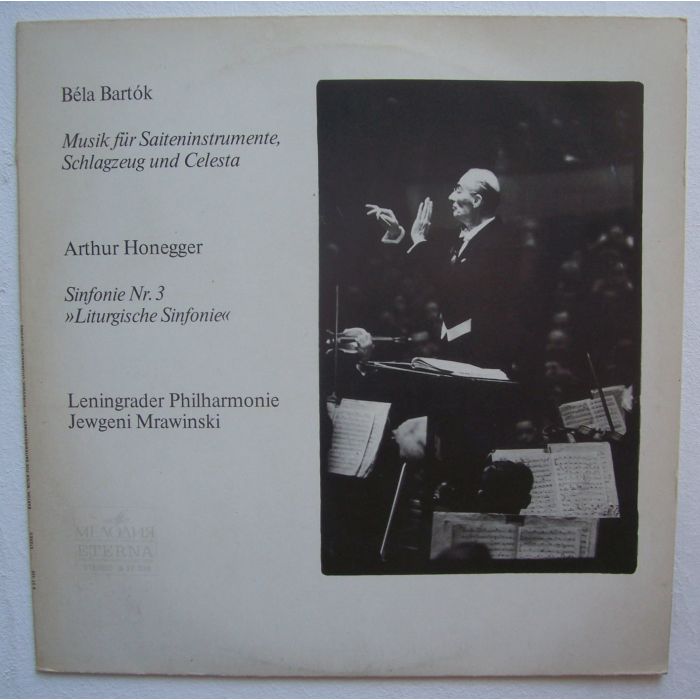 Béla Bartók
Musik für Saiteninstrumente,
Schlagzeug und Celesta
Arthur Honegger
Sinfonie Nr. 3
»Liturgische Sinfonie«
Leningrader Philharmonie
Jewgeni Mrawinski
МЕЛОДИЯ
ETERNA
STEREO